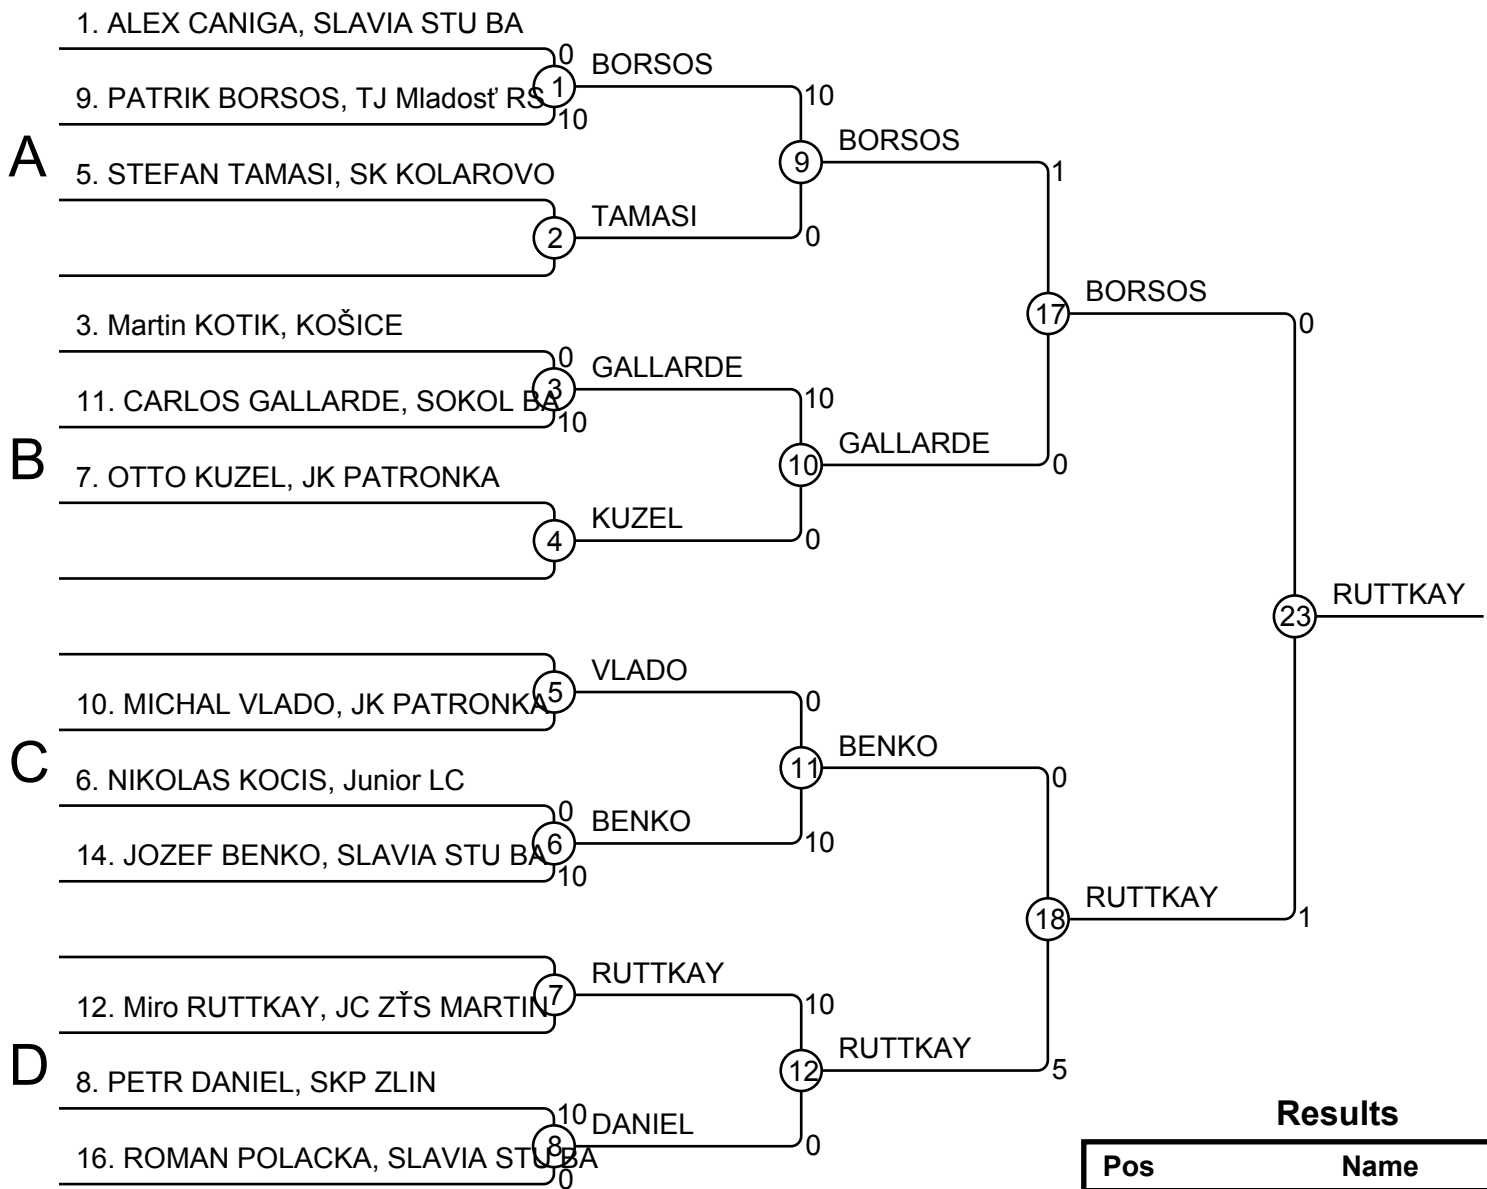 1. ALEX CANIGA, SLAVIA STU BA
0
BORSOS
1
9. PATRIK BORSOS, TJ Mladosť RS
10
10
A
BORSOS
9
1
5. STEFAN TAMASI, SK KOLAROVO
TAMASI
2
0
BORSOS
17
0
3. Martin KOTIK, KOŠICE
0
GALLARDE
3
11. CARLOS GALLARDE, SOKOL BA
10
10
B
GALLARDE
10
0
7. OTTO KUZEL, JK PATRONKA
KUZEL
4
0
RUTTKAY
23
VLADO
5
10. MICHAL VLADO, JK PATRONKA
0
C
BENKO
11
0
6. NIKOLAS KOCIS, Junior LC
0
BENKO
6
10
14. JOZEF BENKO, SLAVIA STU BA
10
RUTTKAY
18
1
RUTTKAY
7
12. Miro RUTTKAY, JC ZŤS MARTIN
10
D
RUTTKAY
12
5
8. PETR DANIEL, SKP ZLIN
10
DANIEL
8
0
16. ROMAN POLACKA, SLAVIA STU BA
0
Results
Pos Name